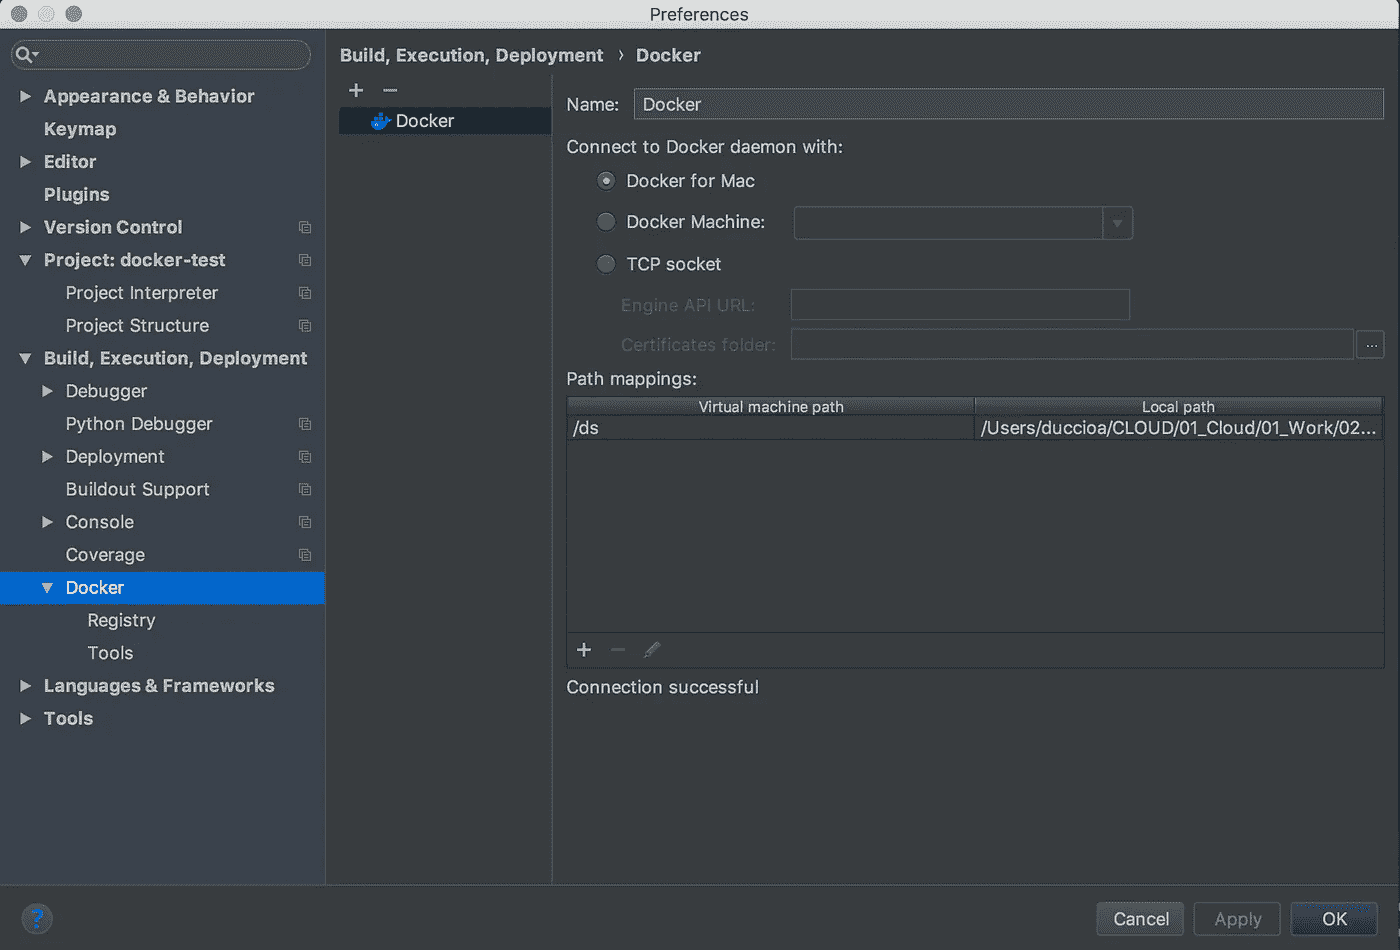 Preferences
Build, Execution, Deployment › Docker
Appearance & Behavior
Keymap
Editor
Plugins
Version Control
Project: docker-test
Project Interpreter
Project Structure
Build, Execution, Deployment
Debugger
Python Debugger
Deployment
Buildout Support
Console
Coverage
Docker
Registry
Tools
Languages & Frameworks
Tools
Docker
Name: Docker
Connect to Docker daemon with:
Docker for Mac
Docker Machine:
TCP socket
Engine API URL:
Certificates folder: ...
Path mappings:
Virtual machine path Local path
/ds /Users/duccioa/CLOUD/01_Cloud/01_Work/02...
Connection successful
? Cancel Apply OK